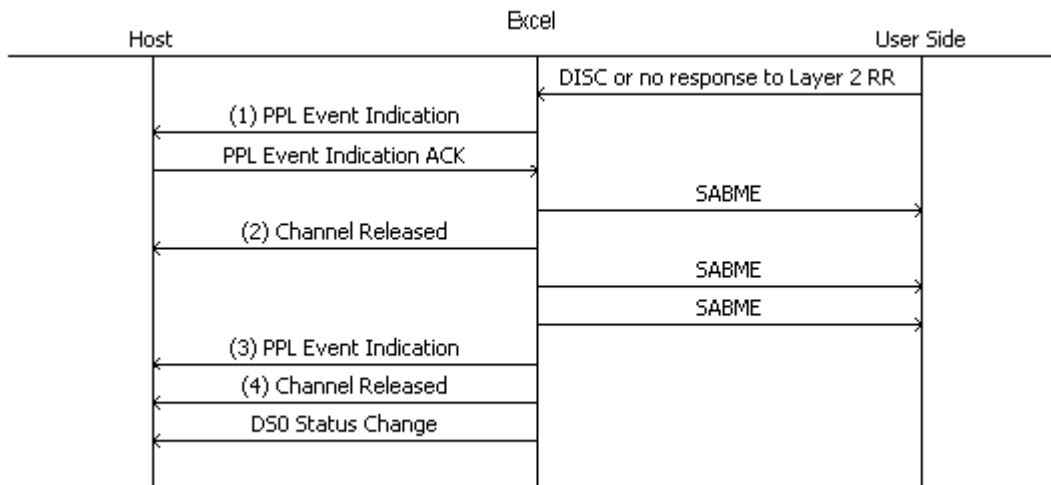 Excel
Host
User Side
DISC or no response to Layer 2 RR
(1) PPL Event Indication
PPL Event Indication ACK
SABME
(2) Channel Released
SABME
SABME
(3) PPL Event Indication
(4) Channel Released
DS0 Status Change